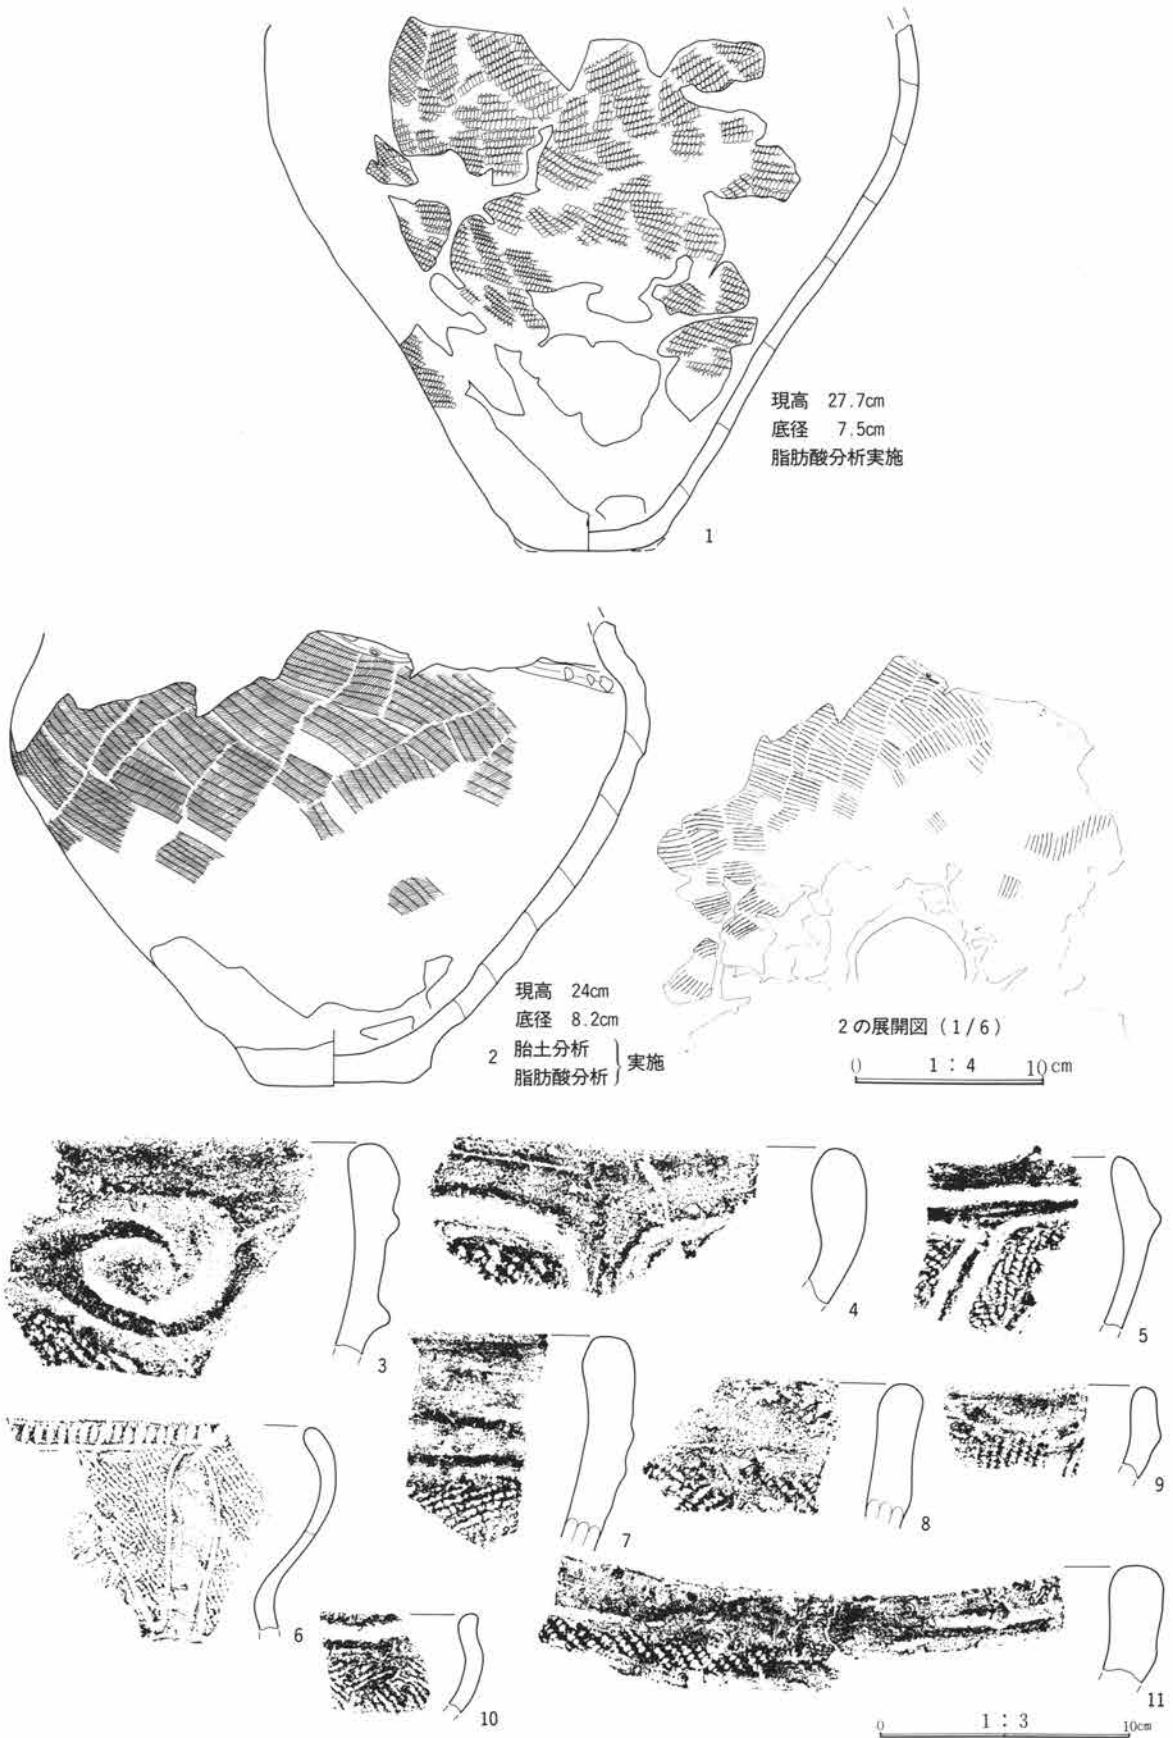 現高 27.7cm
底径 7.5cm
脂肪酸分析実施
1
現高 24cm
底径 8.2cm
2 胎土分析
脂肪酸分析 } 実施
2の展開図(1/6)
0 1:4 10cm
3
4
5
6
7
8
9
10
11
0 1:3 10cm